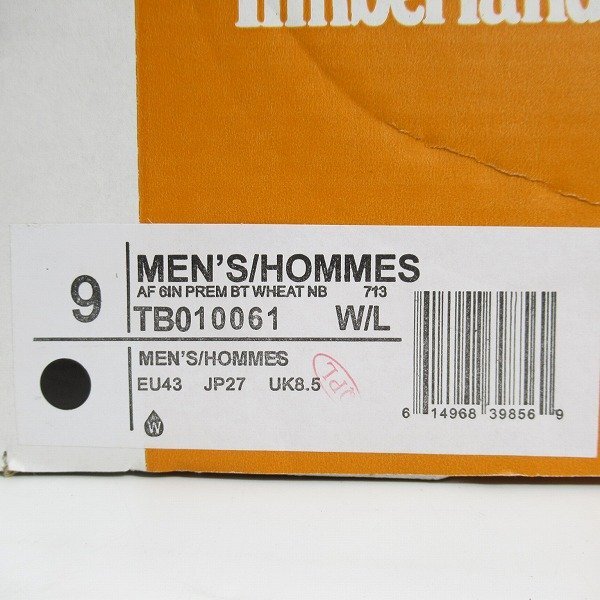 Timberland
9
MEN'S/HOMMES
AF 6IN PREM BT WHEAT NB 713
TB010061 W/L
MEN'S/HOMMES
EU43 JP27 UK8.5
JPL
W
6 14968 39856 9